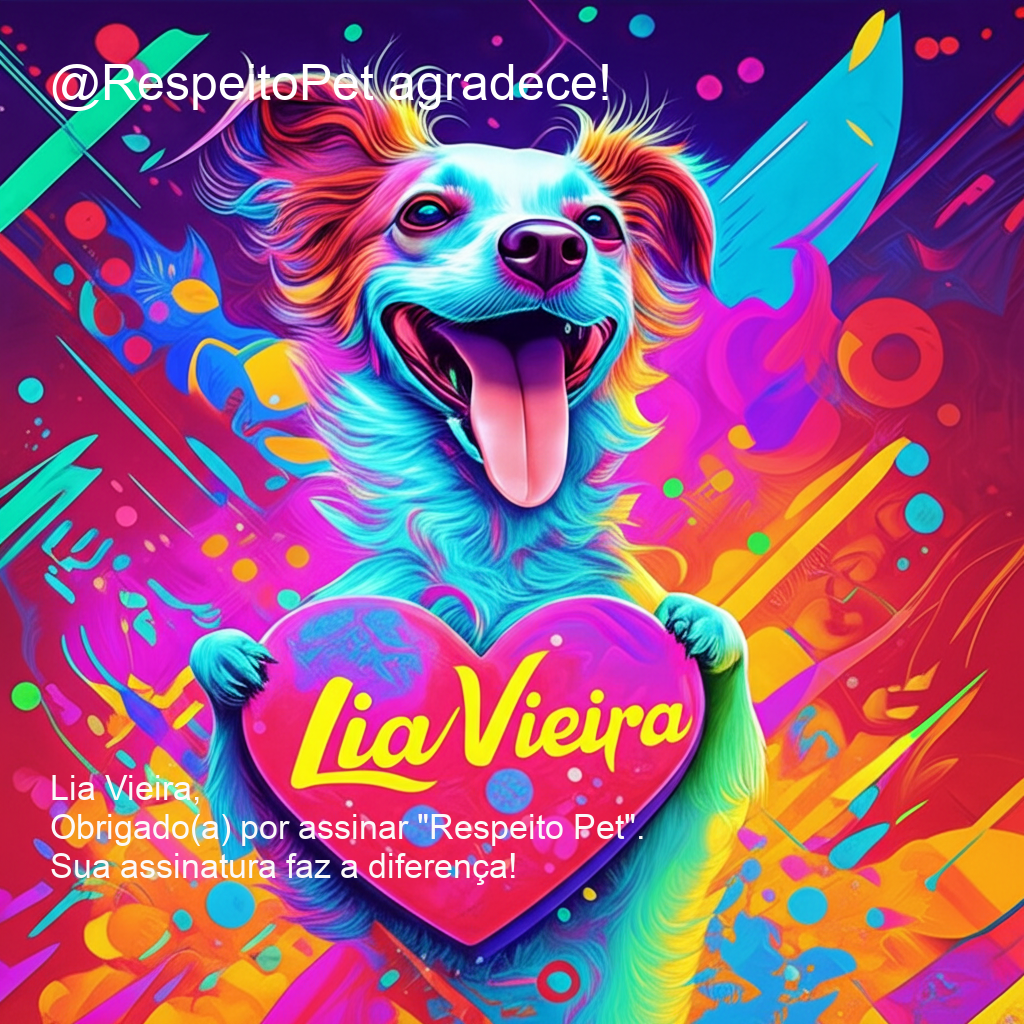 @RespeitoPet agradece!
Lia Vieira
Lia Vieira,
Obrigado(a) por assinar "Respeito Pet".
Sua assinatura faz a diferença!